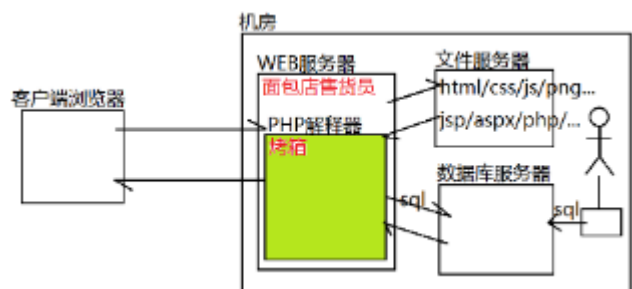 机房
WEB服务器
面包店售货员
文件服务器
html/css/js/png...
jsp/aspx/php/...
客户端浏览器
PHP解释器
烤箱
数据库服务器
sql
sql